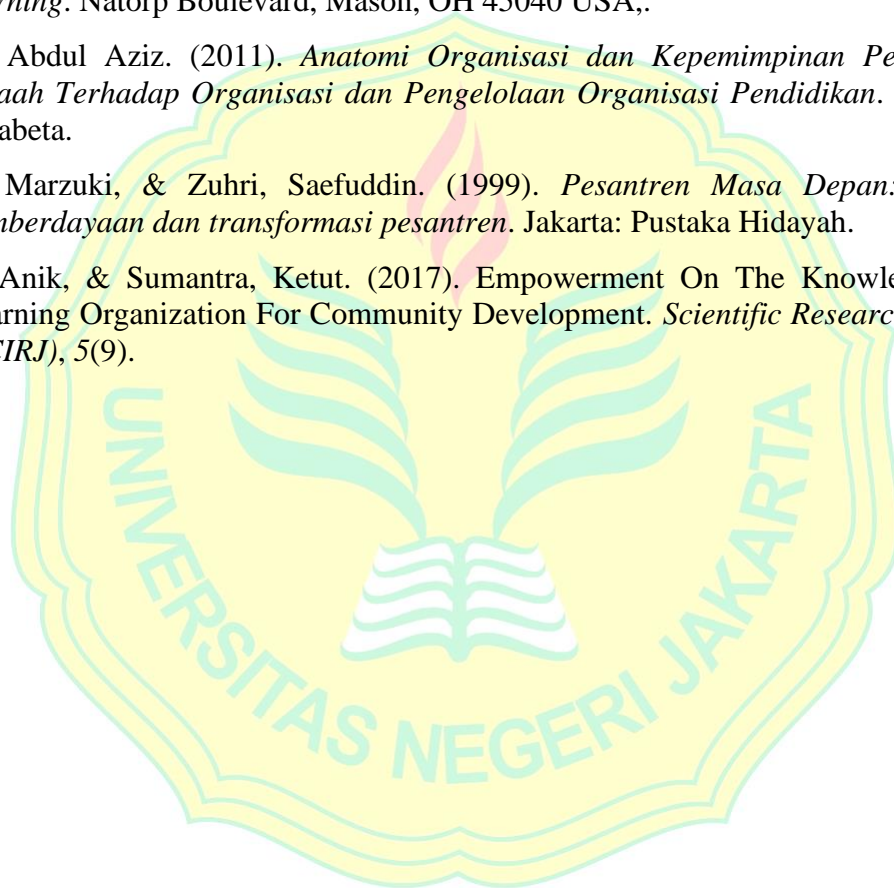 rning. Natorp Boulevard, Mason, OH 45040 USA,.
Abdul Aziz. (2011). Anatomi Organisasi dan Kepemimpinan Pe
aah Terhadap Organisasi dan Pengelolaan Organisasi Pendidikan.
abeta.
Marzuki, & Zuhri, Saefuddin. (1999). Pesantren Masa Depan:
mberdayaan dan transformasi pesantren. Jakarta: Pustaka Hidayah.
Anik, & Sumantra, Ketut. (2017). Empowerment On The Knowle
arning Organization For Community Development. Scientific Researc
CIRJ), 5(9).
UNIVERSITAS NEGERI JAKARTA